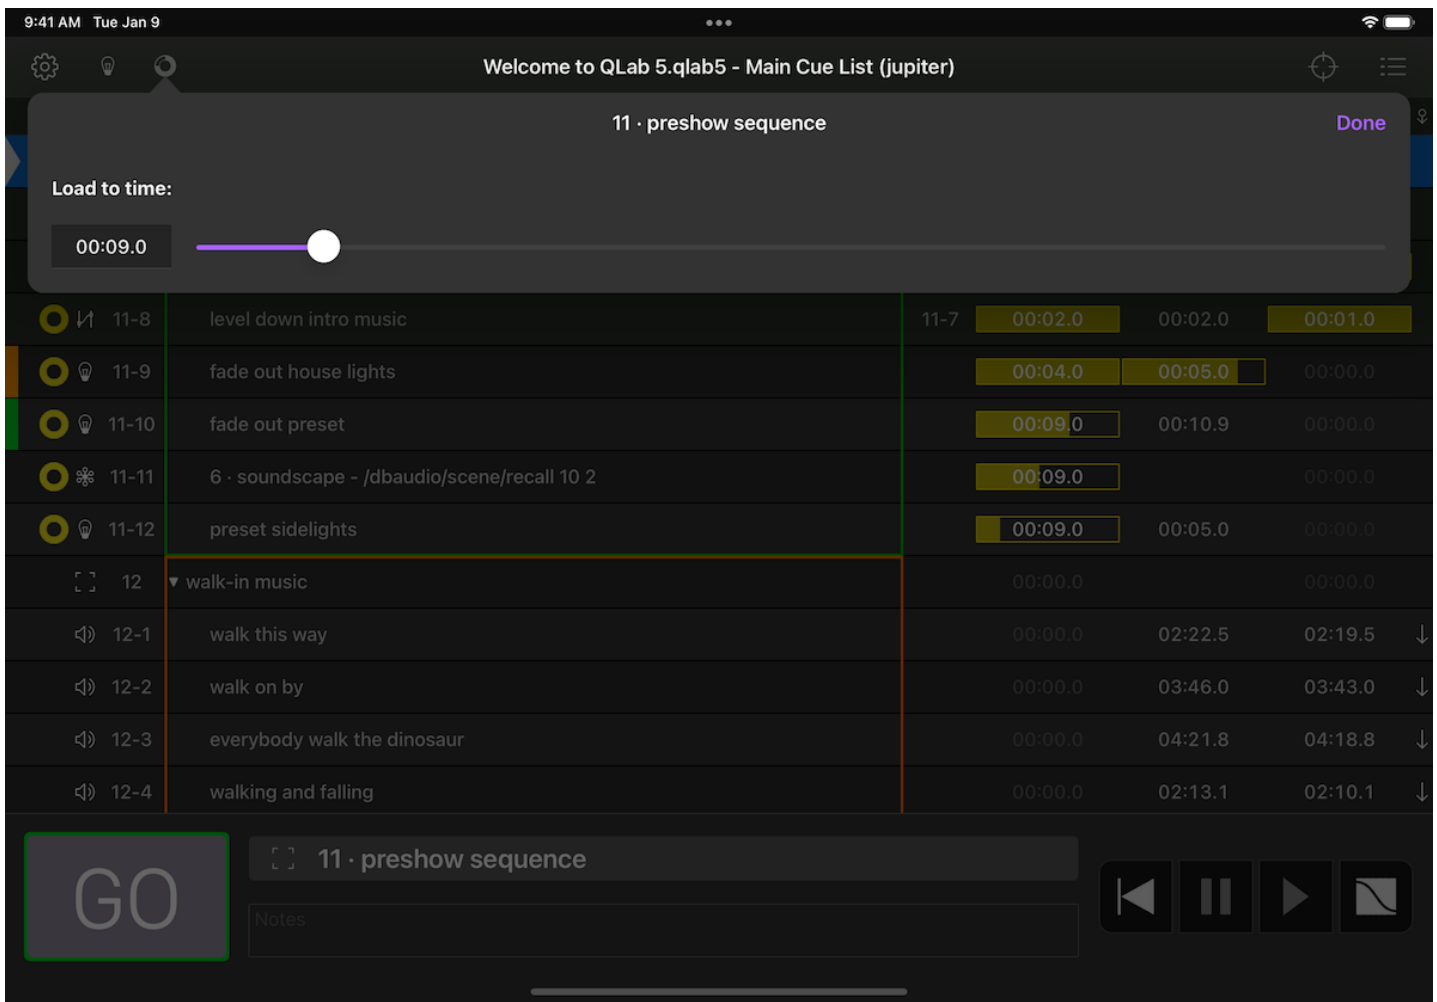 9:41 AM Tue Jan 9
Welcome to QLab 5.qlab5 - Main Cue List (jupiter)
11 · preshow sequence Done
Load to time:
00:09.0
11-8 level down intro music 11-7 00:02.0 00:02.0 00:01.0
11-9 fade out house lights 00:04.0 00:05.0 00:00.0
11-10 fade out preset 00:09.0 00:10.9 00:00.0
11-11 6 · soundscape - /dbaudio/scene/recall 10 2 00:09.0 00:00.0
11-12 preset sidelights 00:09.0 00:05.0 00:00.0
12 walk-in music 00:00.0 00:00.0
12-1 walk this way 00:00.0 02:22.5 02:19.5
12-2 walk on by 00:00.0 03:46.0 03:43.0
12-3 everybody walk the dinosaur 00:00.0 04:21.8 04:18.8
12-4 walking and falling 00:00.0 02:13.1 02:10.1
GO
11 · preshow sequence
Notes